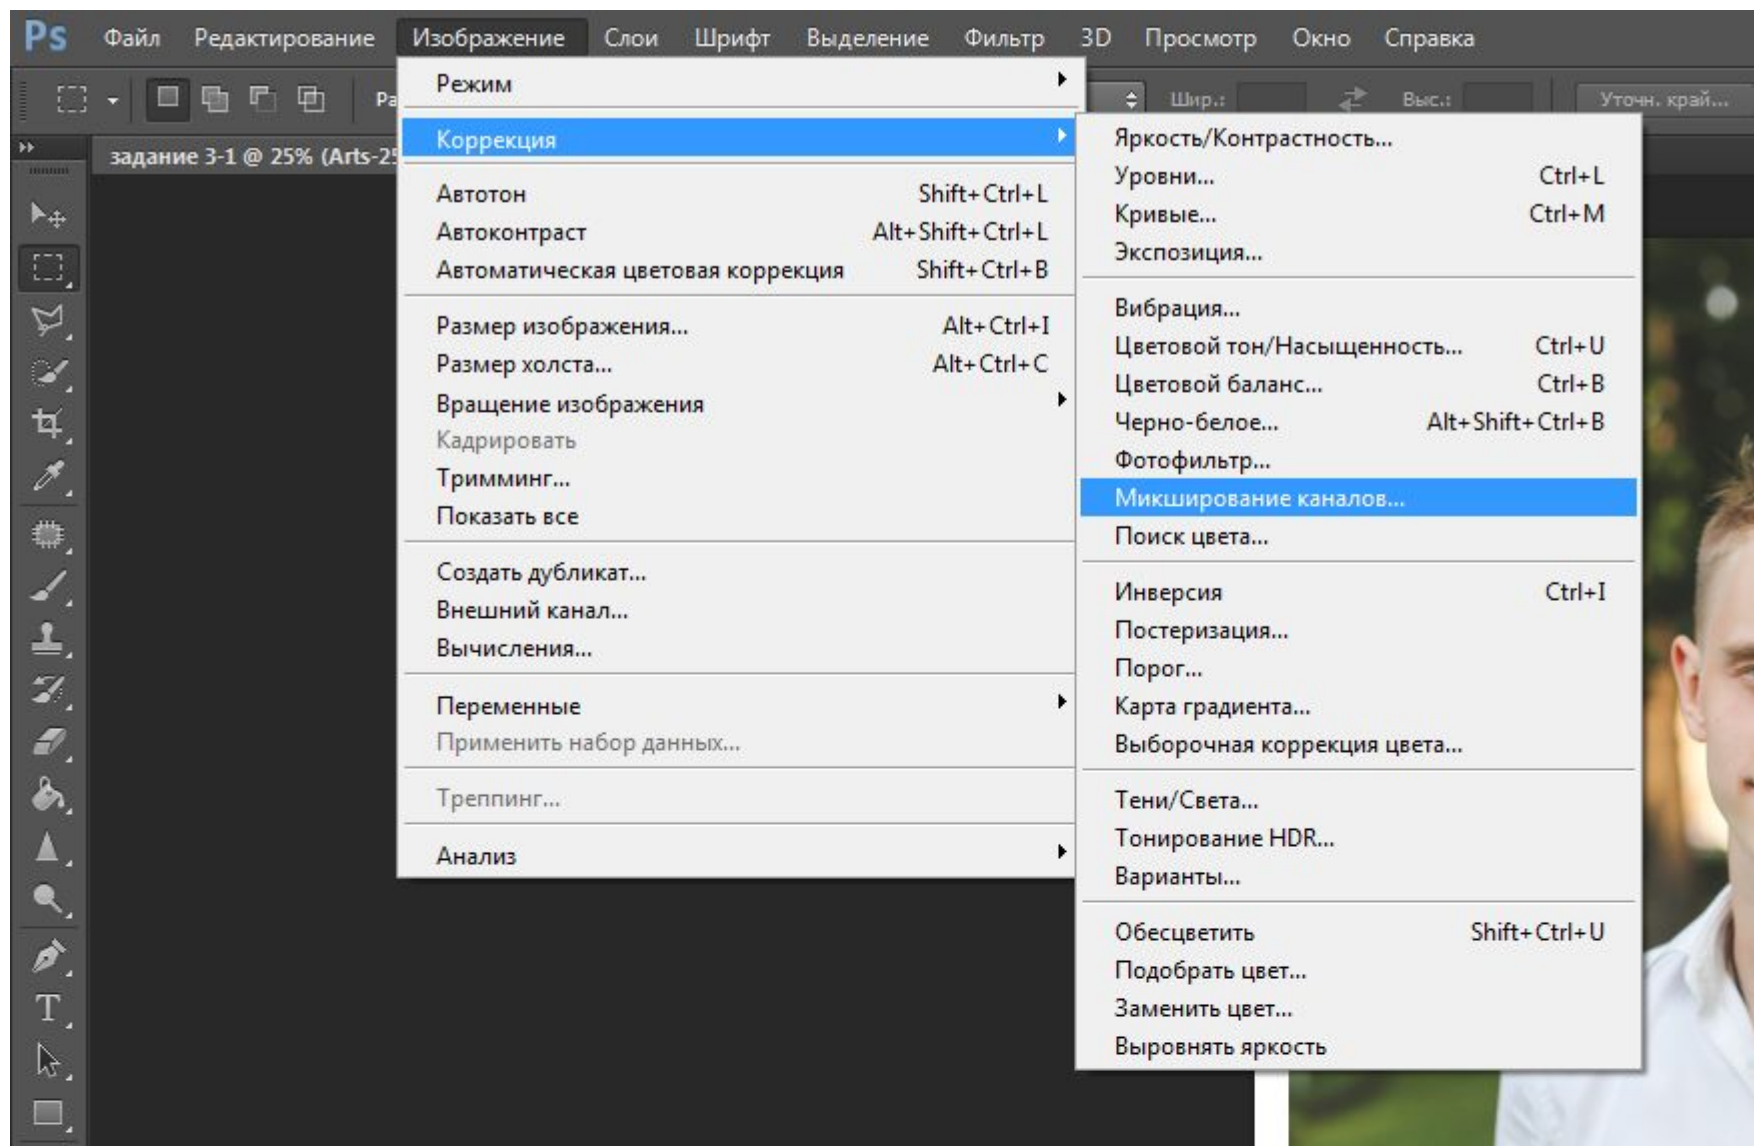 Ps Файл Редактирование Изображение Слои Шрифт Выделение Фильтр 3D Просмотр Окно Справка
Ра Шир.: Выс.: Уточн. край...
задание 3-1 @ 25% (Arts-25
Режим
Коррекция
Автотон Shift+Ctrl+L
Автоконтраст Alt+Shift+Ctrl+L
Автоматическая цветовая коррекция Shift+Ctrl+B
Размер изображения... Alt+Ctrl+I
Размер холста... Alt+Ctrl+C
Вращение изображения
Кадрировать
Тримминг...
Показать все
Создать дубликат...
Внешний канал...
Вычисления...
Переменные
Применить набор данных...
Треппинг...
Анализ
Яркость/Контрастность...
Уровни... Ctrl+L
Кривые... Ctrl+M
Экспозиция...
Вибрация...
Цветовой тон/Насыщенность... Ctrl+U
Цветовой баланс... Ctrl+B
Черно-белое... Alt+Shift+Ctrl+B
Фотофильтр...
Микширование каналов...
Поиск цвета...
Инверсия Ctrl+I
Постеризация...
Порог...
Карта градиента...
Выборочная коррекция цвета...
Тени/Света...
Тонирование HDR...
Варианты...
Обесцветить Shift+Ctrl+U
Подобрать цвет...
Заменить цвет...
Выровнять яркость
T